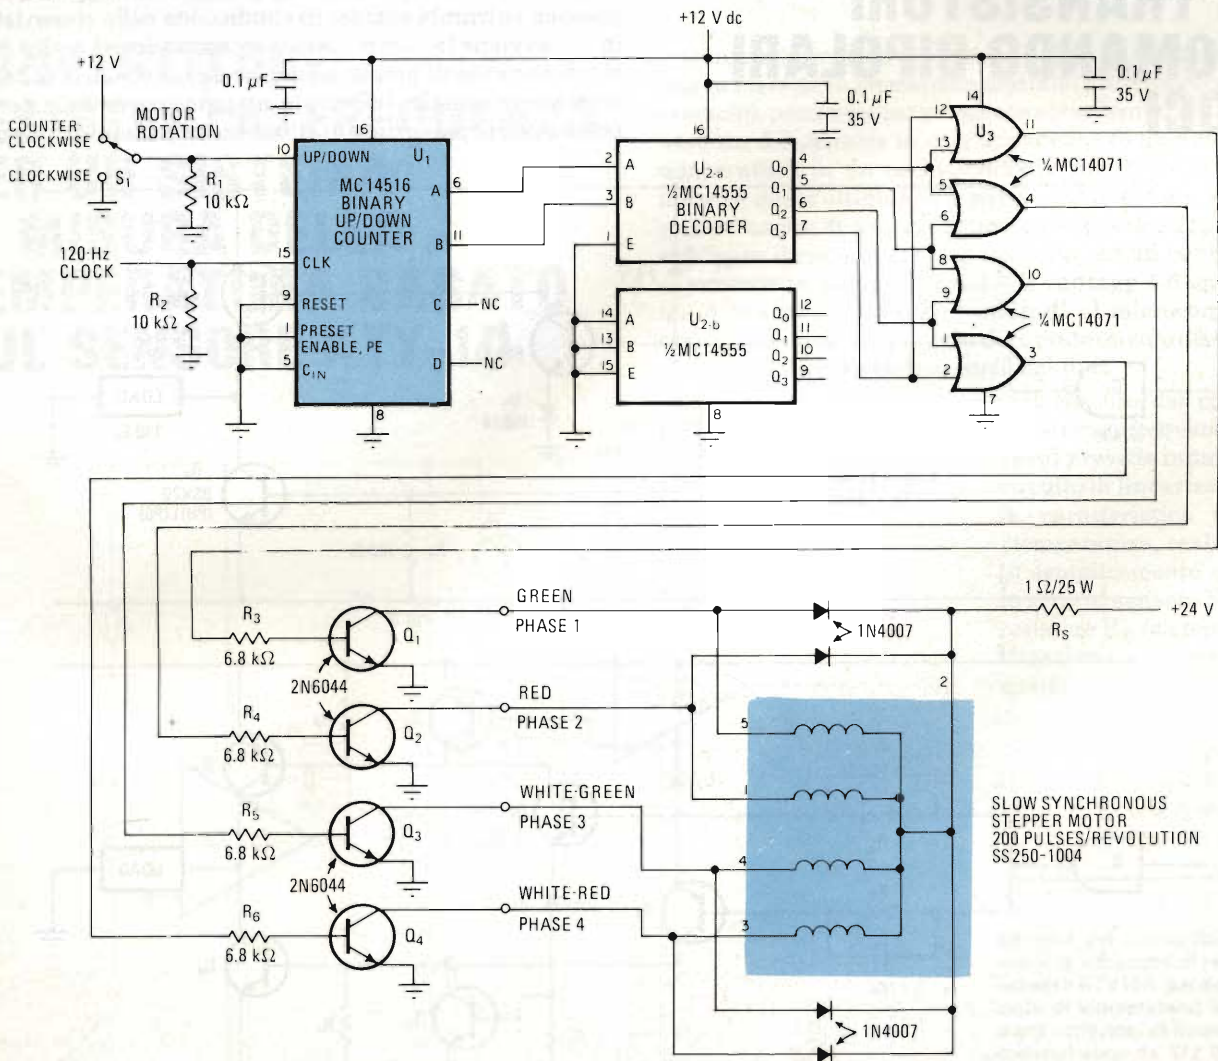 +12 V dc
+12 V
0.1 µF
0.1 µF
35 V
0.1 µF
35 V
COUNTER-
CLOCKWISE
MOTOR
ROTATION
CLOCKWISE
S1
R1
10 kΩ
120-Hz
CLOCK
R2
10 kΩ
16
10
UP/DOWN
U1
MC14516
BINARY
UP/DOWN
COUNTER
A
6
B
11
15
CLK
9
RESET
C
NC
1
PRESET
ENABLE, PE
5
CIN
D
NC
8
16
2
A
U2-a
½MC14555
BINARY
DECODER
3
B
1
E
Q0
4
Q1
5
Q2
6
Q3
7
14
A
U2-b
½MC14555
13
B
15
E
Q0
12
Q1
11
Q2
10
Q3
9
8
14
12
13
U3
11
¼MC14071
5
6
4
8
9
10
¼MC14071
1
2
3
7
R3
6.8 kΩ
Q1
2N6044
R4
6.8 kΩ
Q2
R5
6.8 kΩ
Q3
2N6044
R6
6.8 kΩ
Q4
GREEN
PHASE 1
RED
PHASE 2
WHITE-GREEN
PHASE 3
WHITE-RED
PHASE 4
1N4007
1 Ω/25 W
RS
+24 V
2
5
1
4
3
SLOW SYNCHRONOUS
STEPPER MOTOR
200 PULSES/REVOLUTION
SS250-1004
1N4007